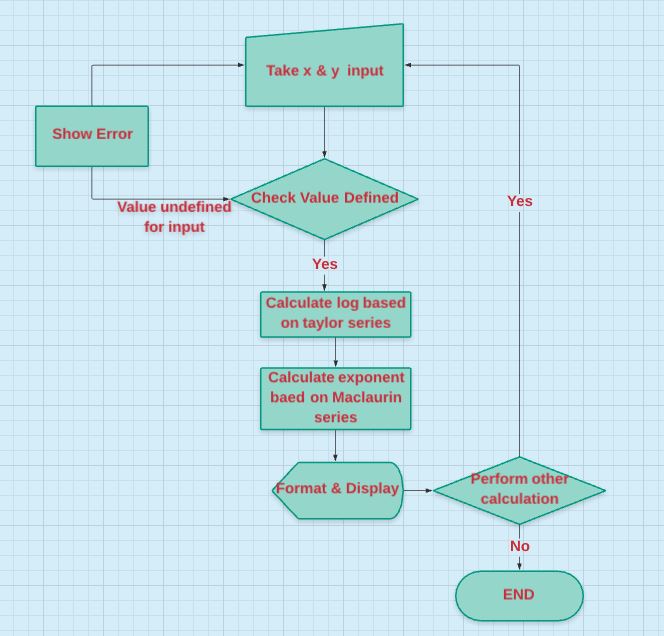 Take x & y input
Show Error
Check Value Defined
Value undefined
for input
Yes
Yes
Calculate log based
on taylor series
Calculate exponent
baed on Maclaurin
series
Format & Display
Perform other
calculation
No
END